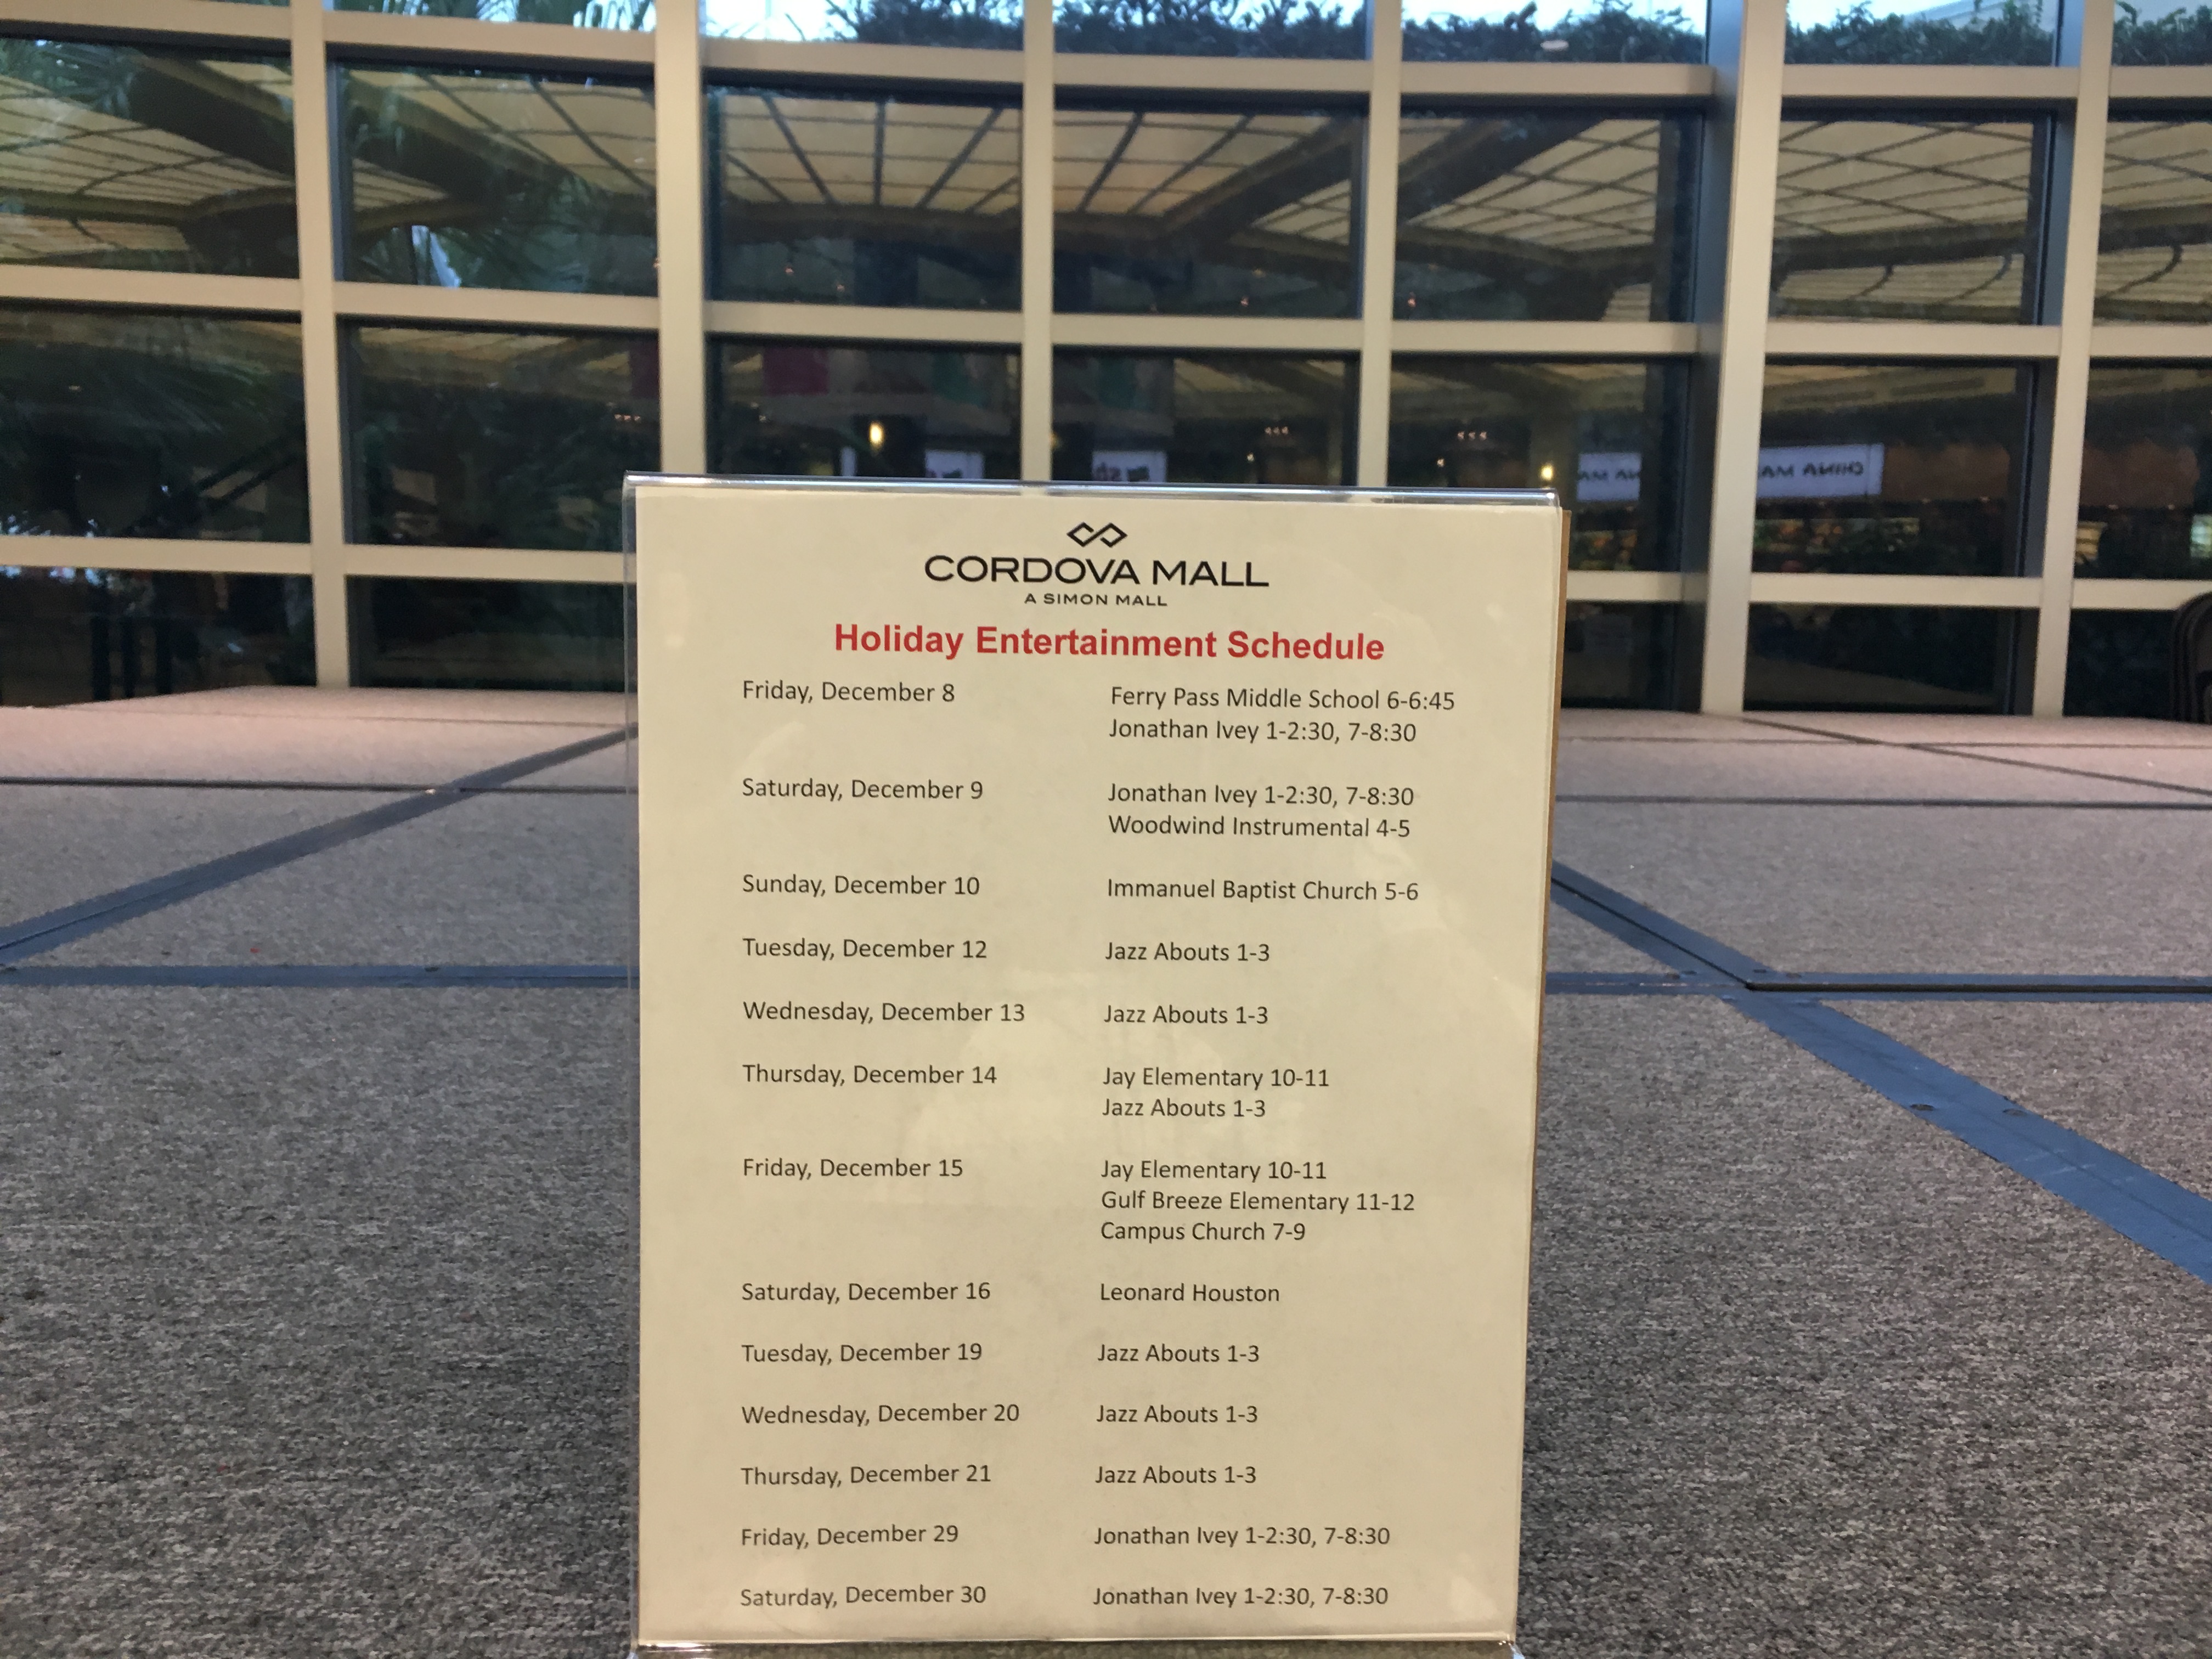 CORDOVA MALL
A SIMON MALL
Holiday Entertainment Schedule
Friday, December 8 Ferry Pass Middle School 6-6:45
Jonathan Ivey 1-2:30, 7-8:30
Saturday, December 9 Jonathan Ivey 1-2:30, 7-8:30
Woodwind Instrumental 4-5
Sunday, December 10 Immanuel Baptist Church 5-6
Tuesday, December 12 Jazz Abouts 1-3
Wednesday, December 13 Jazz Abouts 1-3
Thursday, December 14 Jay Elementary 10-11
Jazz Abouts 1-3
Friday, December 15 Jay Elementary 10-11
Gulf Breeze Elementary 11-12
Campus Church 7-9
Saturday, December 16 Leonard Houston
Tuesday, December 19 Jazz Abouts 1-3
Wednesday, December 20 Jazz Abouts 1-3
Thursday, December 21 Jazz Abouts 1-3
Friday, December 29 Jonathan Ivey 1-2:30, 7-8:30
Saturday, December 30 Jonathan Ivey 1-2:30, 7-8:30
CHINA